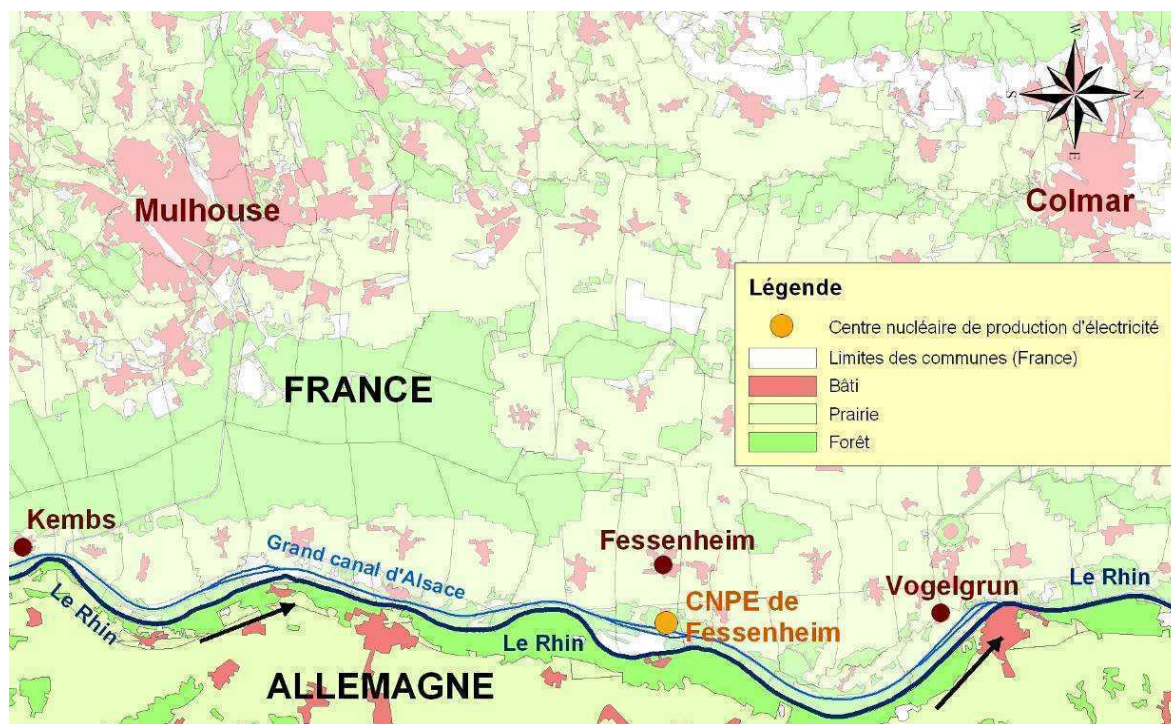 W
S
N
E
Mulhouse
Colmar
Légende
Centre nucléaire de production d'électricité
Limites des communes (France)
Bâti
Prairie
Forêt
FRANCE
Kembs
Grand canal d'Alsace
Fessenheim
Le Rhin
Vogelgrun
Le Rhin
CNPE de
Fessenheim
Le Rhin
ALLEMAGNE